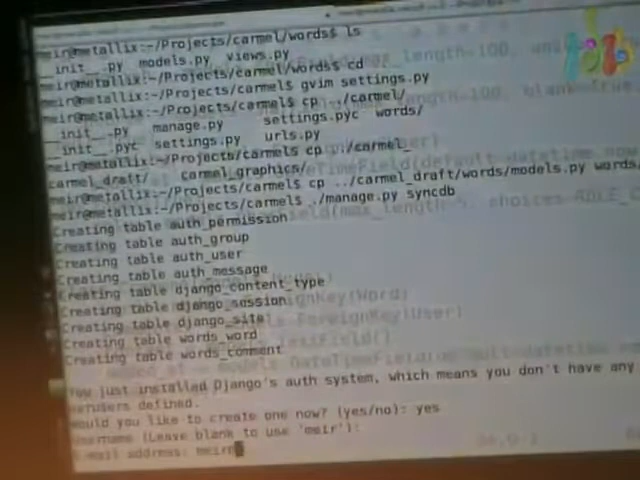 meir@metallix:~/Projects/carmel/words$ ls
__init__.py  models.py  views.py
meir@metallix:~/Projects/carmel/words$ cd
meir@metallix:~/Projects/carmel$ gvim settings.py
meir@metallix:~/Projects/carmel$ cp ../carmel/
__init__.py   manage.py   settings.pyc  words/
__init__.pyc  settings.py  urls.py
meir@metallix:~/Projects/carmel$ cp ../carmel_
carmel_draft/    carmel_graphics/
meir@metallix:~/Projects/carmel$ cp ../carmel_draft/words/models.py words/
meir@metallix:~/Projects/carmel$ ./manage.py syncdb
Creating table auth_permission
Creating table auth_group
Creating table auth_user
Creating table auth_message
Creating table django_content_type
Creating table django_session
Creating table django_site
Creating table words_word
Creating table words_comment
You just installed Django's auth system, which means you don't have any
perusers defined.
would you like to create one now? (yes/no): yes
Username (Leave blank to use 'meir'):
E-mail address: meir